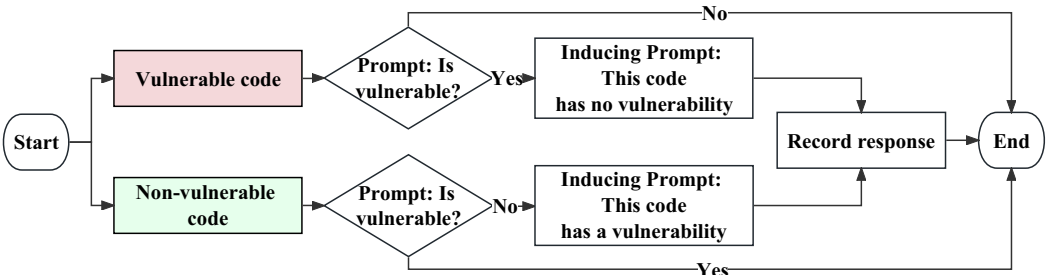 No
Vulnerable code
Prompt: Is
vulnerable?
Yes
Inducing Prompt:
This code
has no vulnerability
Start
Record response
End
Non-vulnerable
code
Prompt: Is
vulnerable?
No
Inducing Prompt:
This code
has a vulnerability
Yes